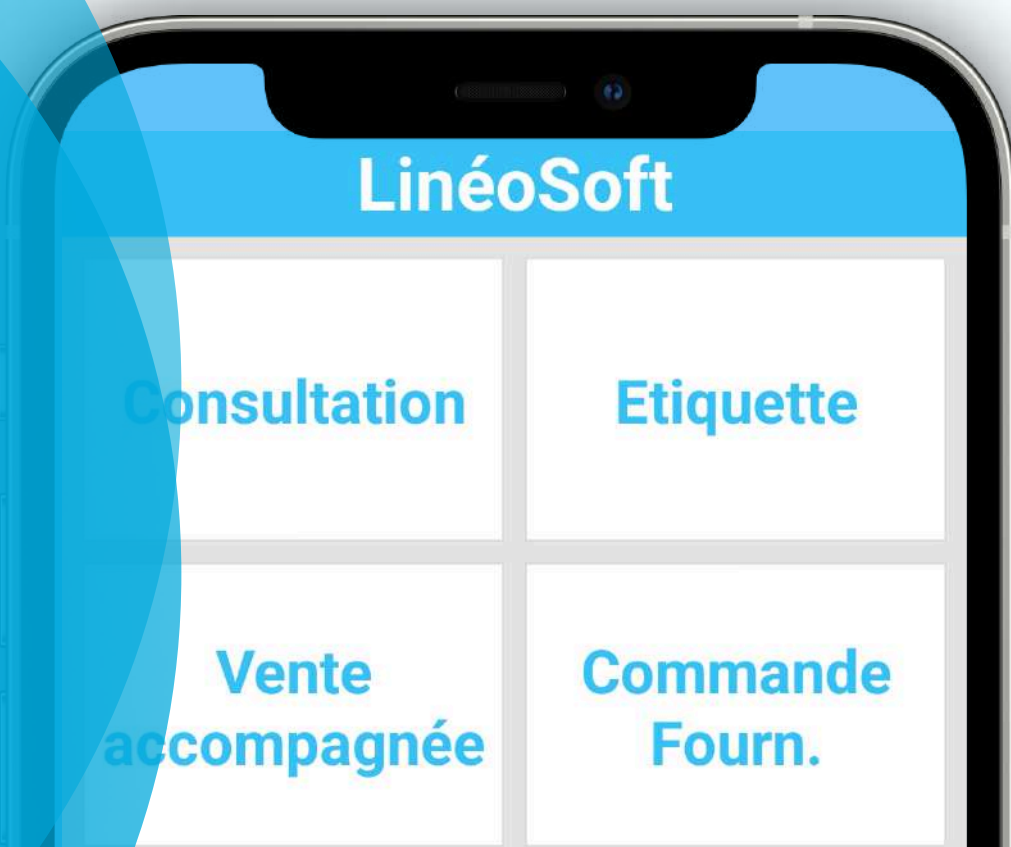 LinéoSoft
Consultation
Etiquette
Vente
accompagnée
Commande
Fourn.